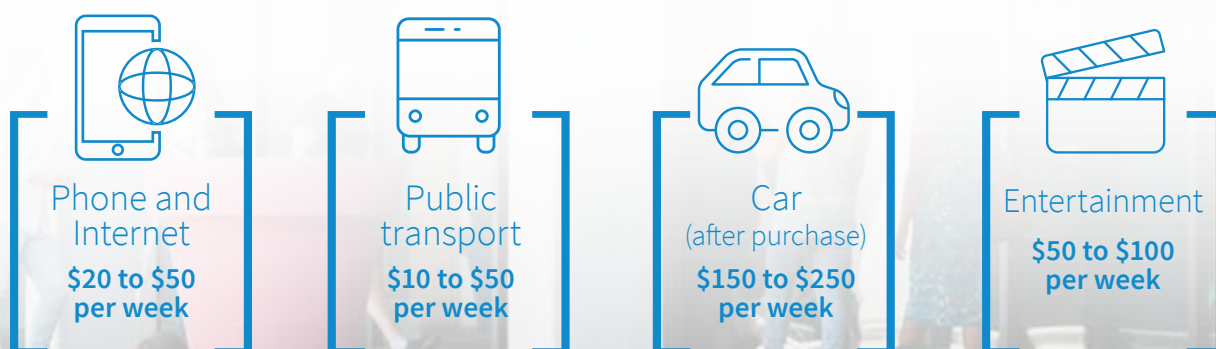 Phone and
Internet
$20 to $50
per week
Public
transport
$10 to $50
per week
Car
(after purchase)
$150 to $250
per week
Entertainment
$50 to $100
per week